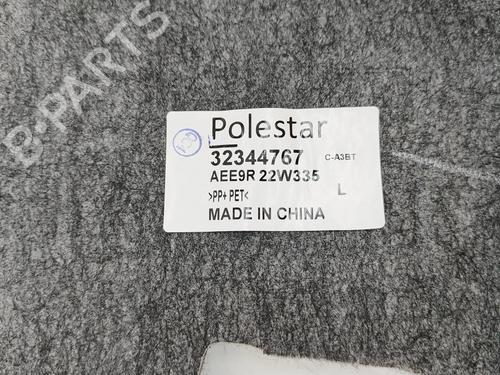 B-PARTS
Polestar
32344767 C-A3BT
AEE9R 22W335
>PP+PET< L
MADE IN CHINA